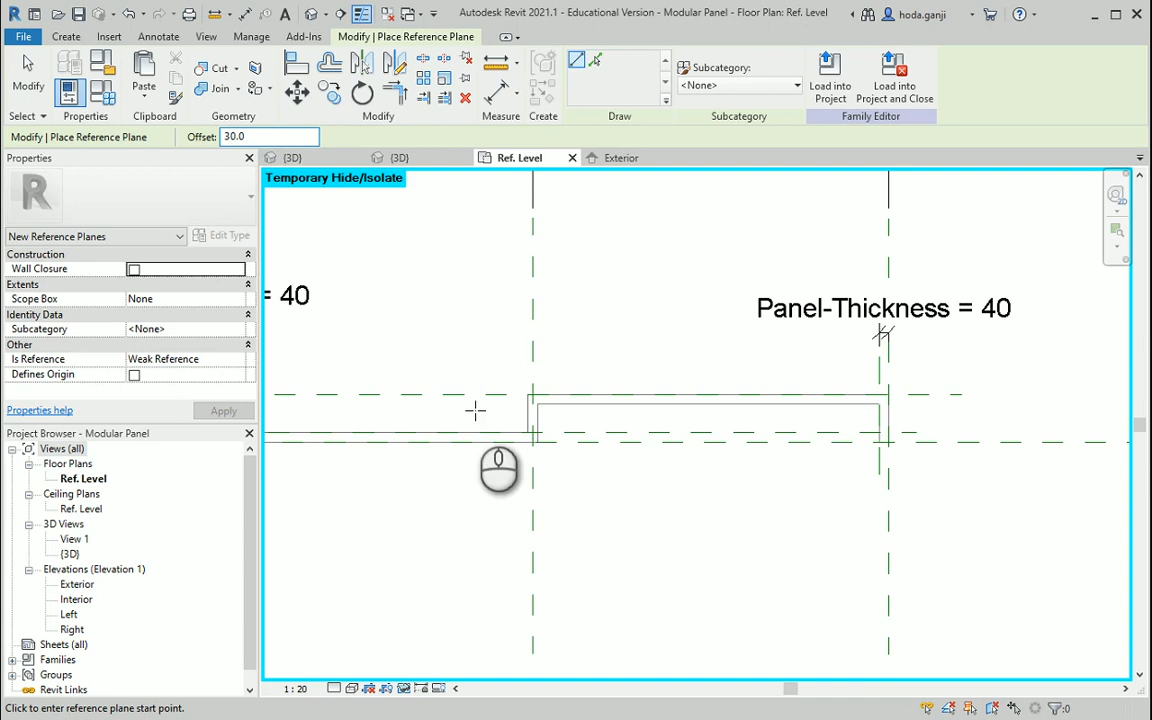 Autodesk Revit 2021.1 - Educational Version - Modular Panel - Floor Plan: Ref. Level
hoda.ganji
File Create Insert Annotate View Manage Add-Ins Modify | Place Reference Plane
Modify Paste Cut Join Subcategory: <None> Load into Project Load into Project and Close
Select Properties Clipboard Geometry Modify Measure Create Draw Subcategory Family Editor
Modify | Place Reference Plane Offset: 30.0
Properties
{3D} {3D} Ref. Level Exterior
Temporary Hide/Isolate
New Reference Planes Edit Type
Construction
Wall Closure
Extents
Scope Box None
Identity Data
Subcategory <None>
Other
Is Reference Weak Reference
Defines Origin
Properties help Apply
= 40
Panel-Thickness = 40
Project Browser - Modular Panel
Views (all)
Floor Plans
Ref. Level
Ceiling Plans
Ref. Level
3D Views
View 1
{3D}
Elevations (Elevation 1)
Exterior
Interior
Left
Right
Sheets (all)
Families
Groups
Revit Links
1 : 20
Click to enter reference plane start point.
:0